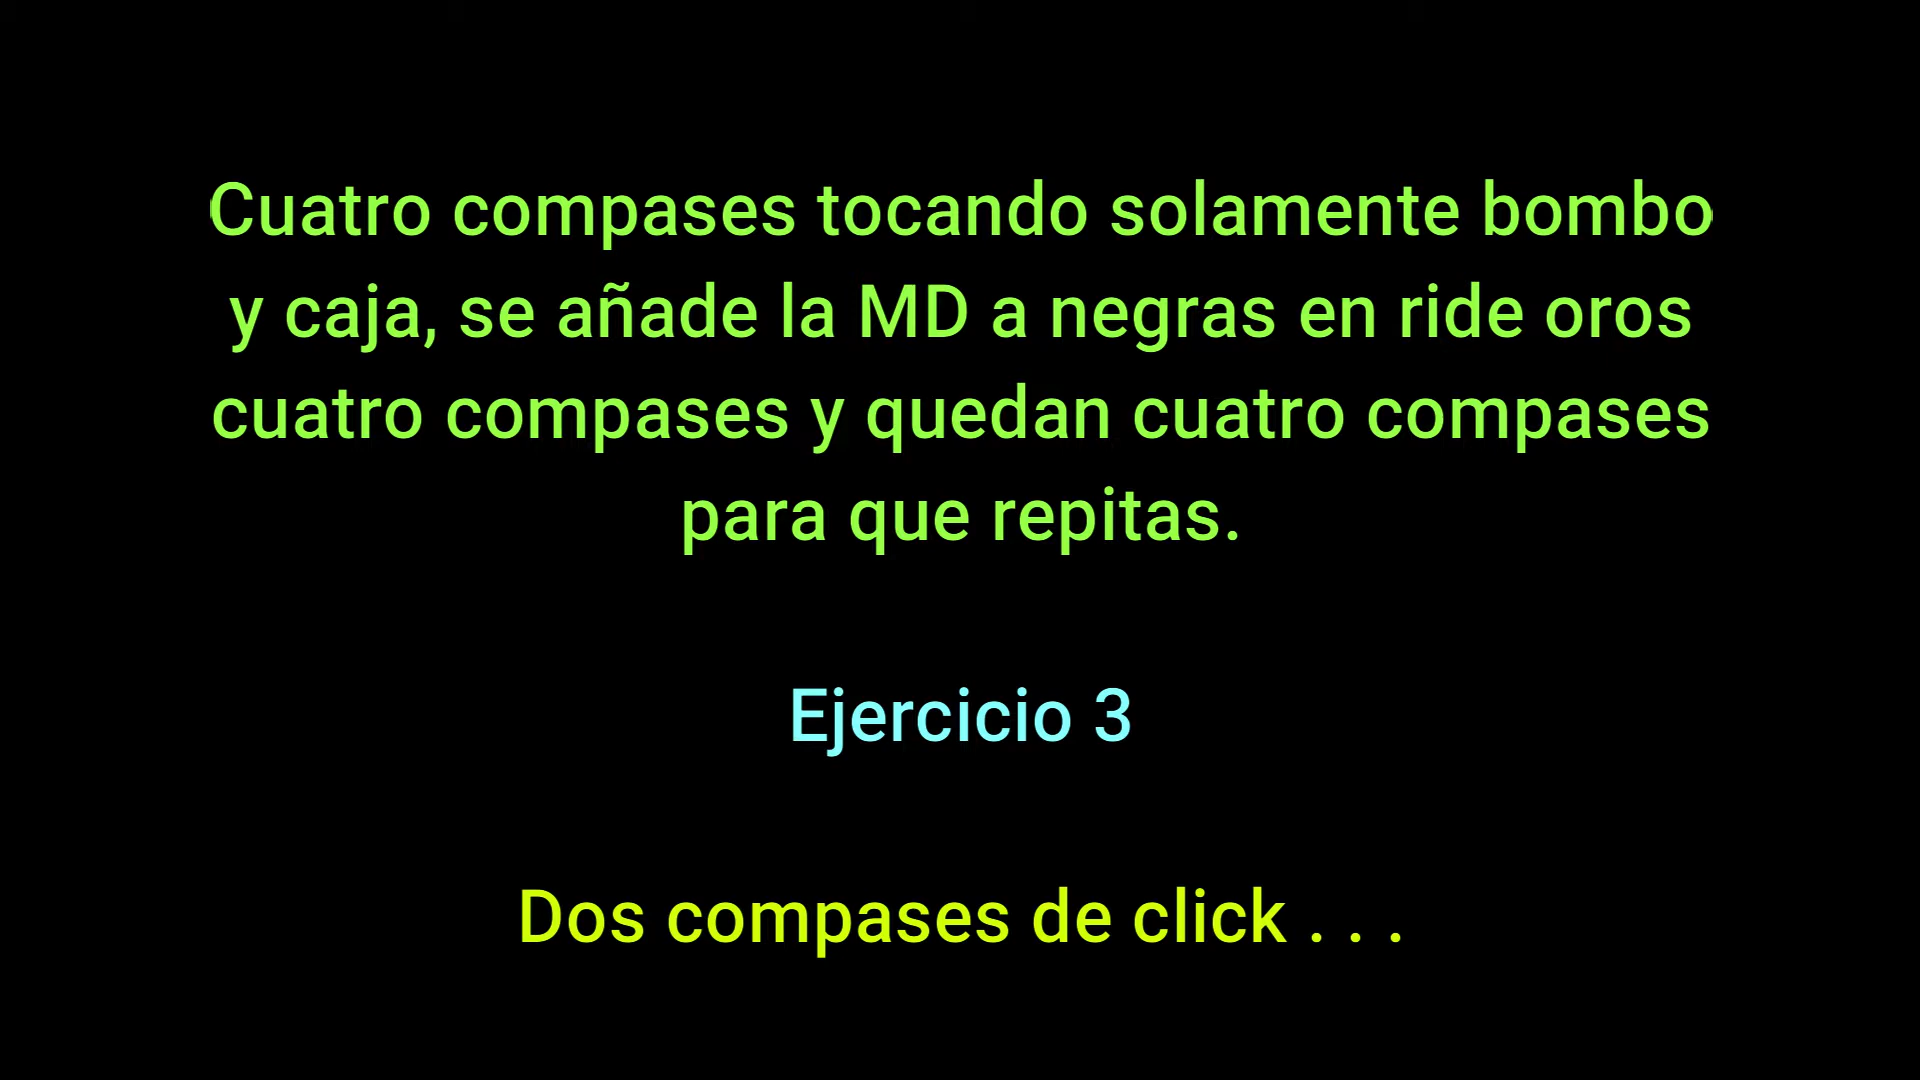 Cuatro compases tocando solamente bombo
y caja, se añade la MD a negras en ride oros
cuatro compases y quedan cuatro compases
para que repitas.
Ejercicio 3
Dos compases de click . . .